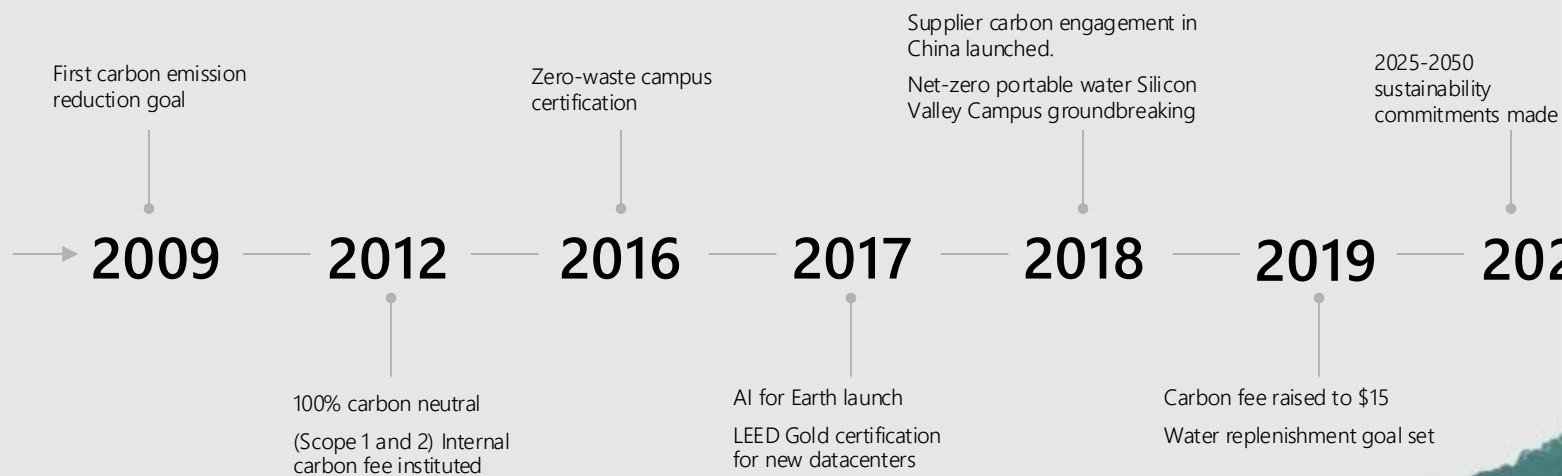 First carbon emission
reduction goal
Zero-waste campus
certification
Supplier carbon engagement in
China launched.
Net-zero portable water Silicon
Valley Campus groundbreaking
2025-2050
sustainability
commitments made
2009 2012 2016 2017 2018 2019 202
100% carbon neutral
(Scope 1 and 2) Internal
carbon fee instituted
AI for Earth launch
LEED Gold certification
for new datacenters
Carbon fee raised to $15
Water replenishment goal set